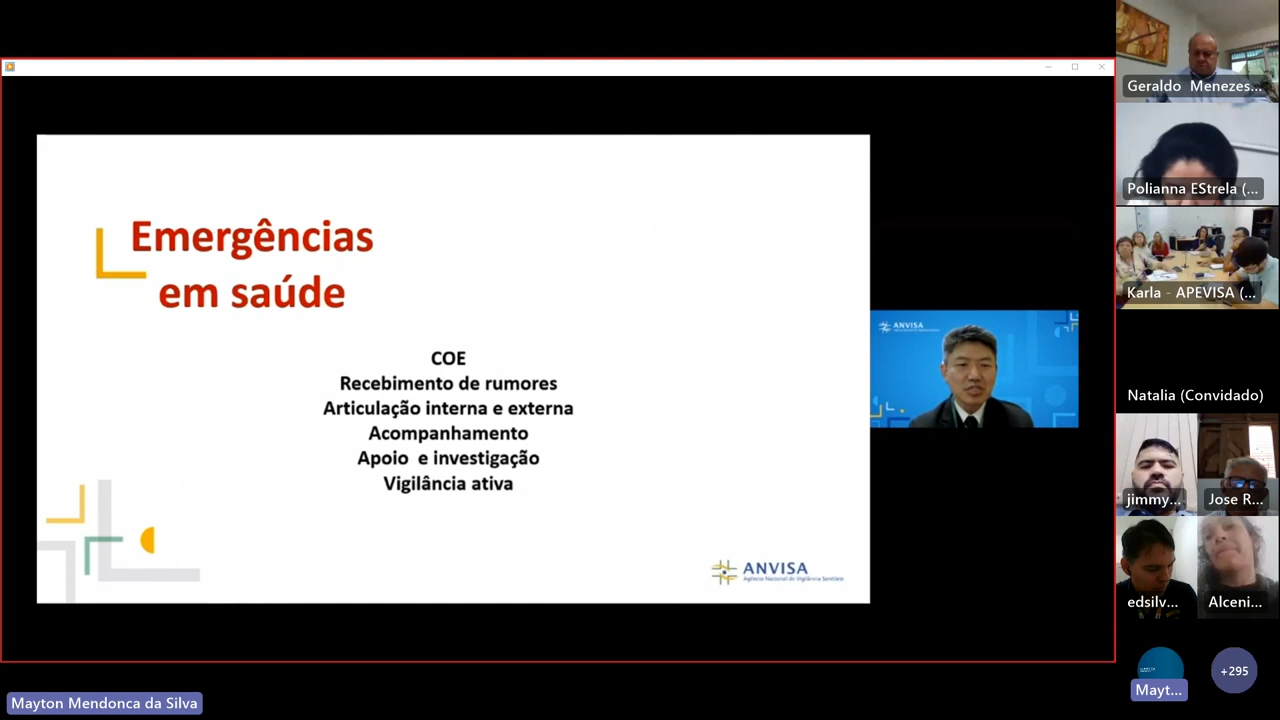 Emergências
em saúde
COE
Recebimento de rumores
Articulação interna e externa
Acompanhamento
Apoio e investigação
Vigilância ativa
ANVISA
Agência Nacional de Vigilância Sanitária
ANVISA
Geraldo Menezes...
Polianna EStrela (...
Karla - APEVISA (...
Natalia (Convidado)
jimmy...
Jose R...
edsilv...
Alceni...
Mayt...
+295
Mayton Mendonca da Silva